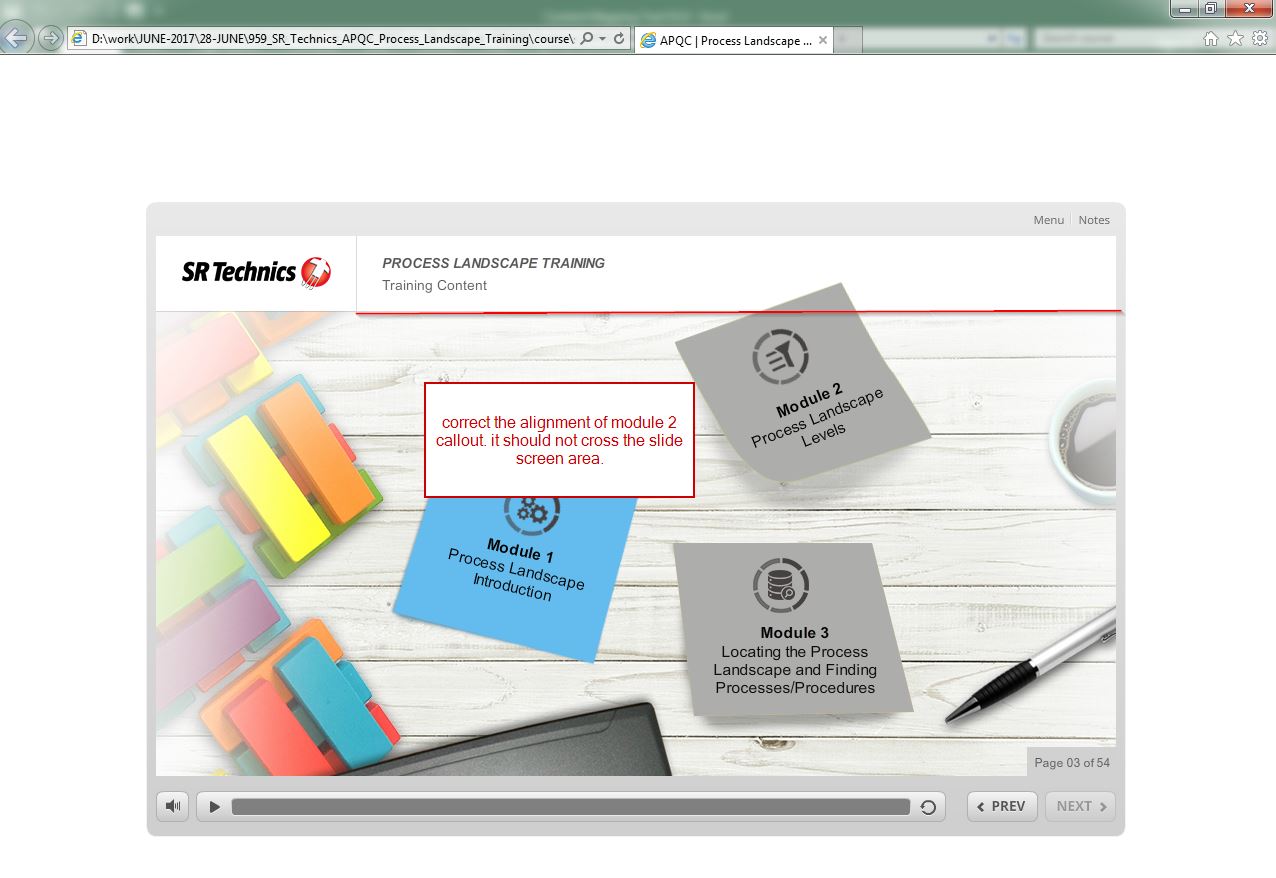 D:\work\JUNE-2017\28-JUNE\959_SR_Technics_APQC_Process_Landscape_Training\course\
APQC | Process Landscape ...
Menu
Notes
SR Technics
PROCESS LANDSCAPE TRAINING
Training Content
Module 2
Process Landscape
Levels
correct the alignment of module 2
callout. it should not cross the slide
screen area.
Module 1
Process Landscape
Introduction
Module 3
Locating the Process
Landscape and Finding
Processes/Procedures
Page 03 of 54
PREV
NEXT